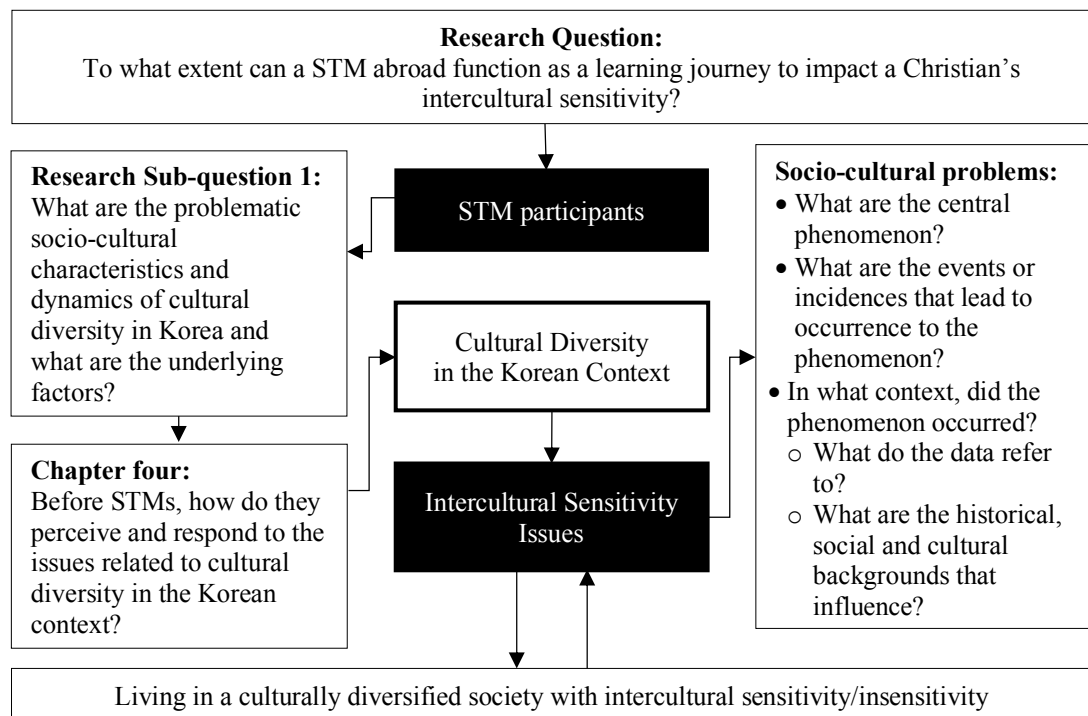 Research Question:
To what extent can a STM abroad function as a learning journey to impact a Christian’s
intercultural sensitivity?
Research Sub-question 1:
What are the problematic
socio-cultural
characteristics and
dynamics of cultural
diversity in Korea and
what are the underlying
factors?
Chapter four:
Before STMs, how do they
perceive and respond to the
issues related to cultural
diversity in the Korean
context?
STM participants
Cultural Diversity
in the Korean Context
Intercultural Sensitivity
Issues
Socio-cultural problems:
• What are the central
phenomenon?
• What are the events or
incidences that lead to
occurrence to the
phenomenon?
• In what context, did the
phenomenon occurred?
o What do the data refer
to?
o What are the historical,
social and cultural
backgrounds that
influence?
Living in a culturally diversified society with intercultural sensitivity/insensitivity